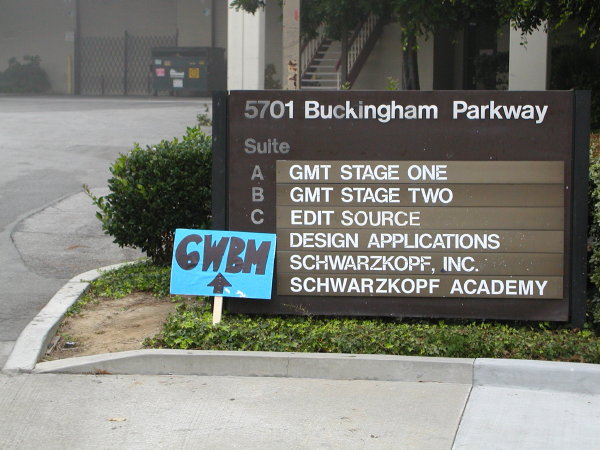 5701 Buckingham Parkway
Suite
A GMT STAGE ONE
B GMT STAGE TWO
C EDIT SOURCE
DESIGN APPLICATIONS
SCHWARZKOPF, INC.
SCHWARZKOPF ACADEMY
GWBM